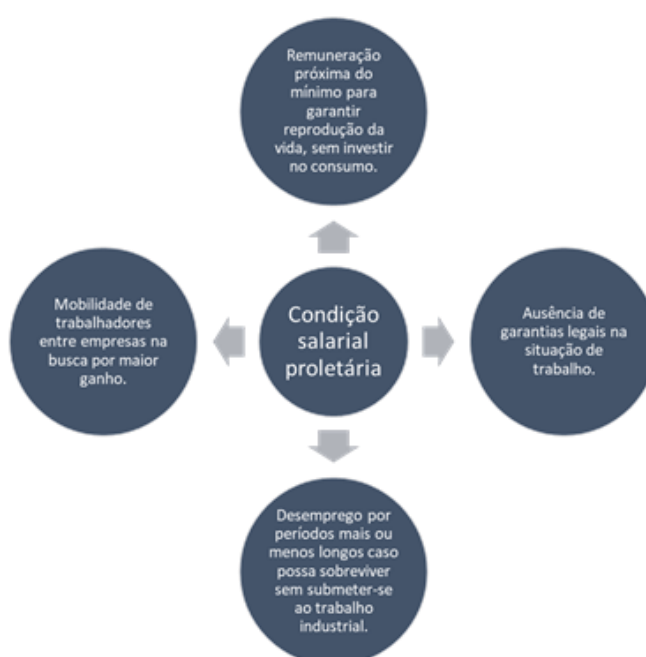 Remuneração
próxima do
mínimo para
garantir
reprodução da
vida, sem investir
no consumo.
Mobilidade de
trabalhadores
entre empresas na
busca por maior
ganho.
Condição
salarial
proletária
Ausência de
garantias legais na
situação de
trabalho.
Desemprego por
períodos mais ou
menos longos caso
possa sobreviver
sem submeter-se
ao trabalho
industrial.